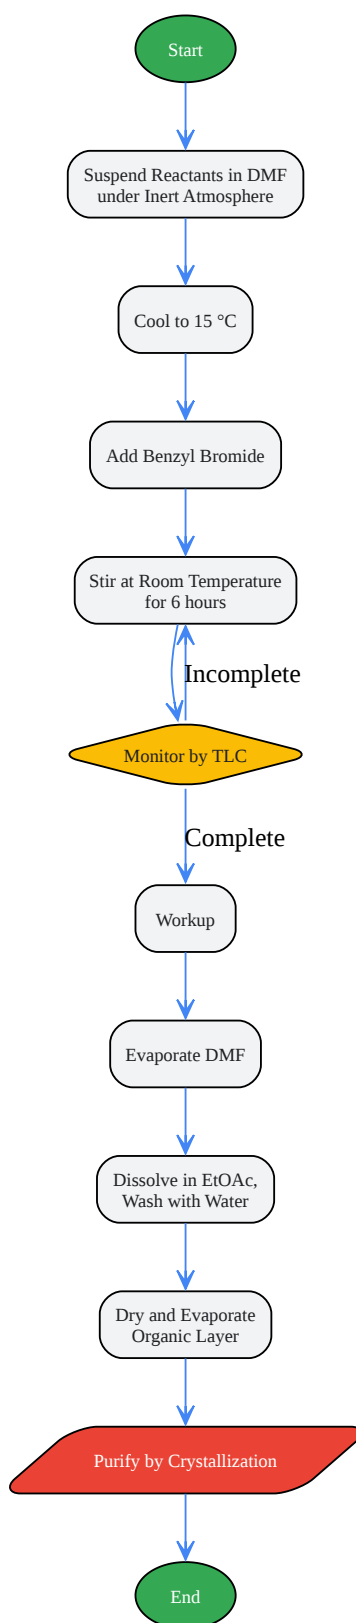 Start
Suspend Reactants in DMF
under Inert Atmosphere
Cool to 15 °C
Add Benzyl Bromide
Stir at Room Temperature
for 6 hours
Incomplete
Monitor by TLC
Complete
Workup
Evaporate DMF
Dissolve in EtOAc,
Wash with Water
Dry and Evaporate
Organic Layer
Purify by Crystallization
End